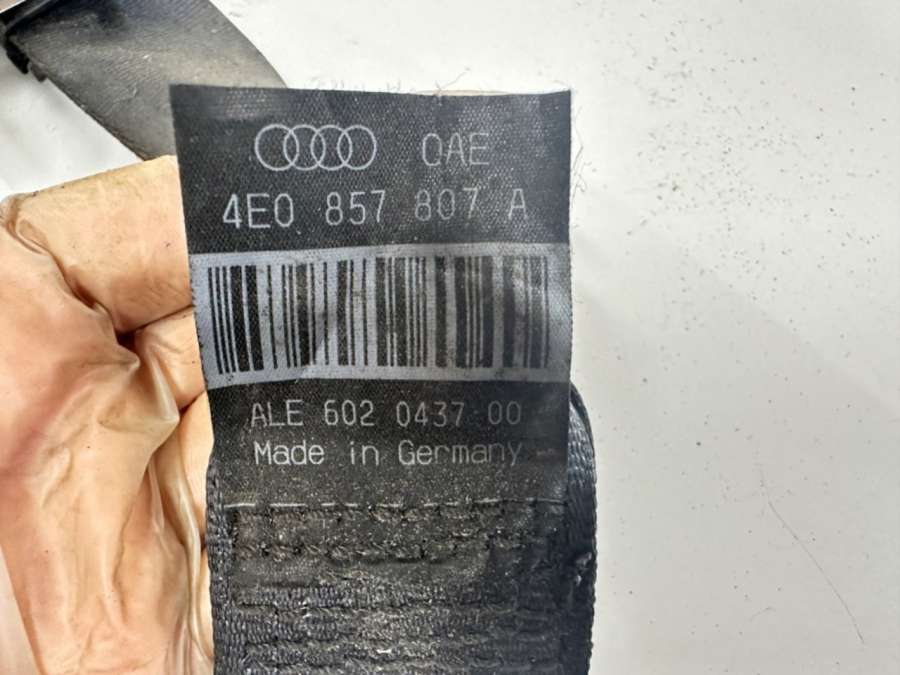 QAE
4E0 857 807 A
ALE 602 0437 00
Made in Germany